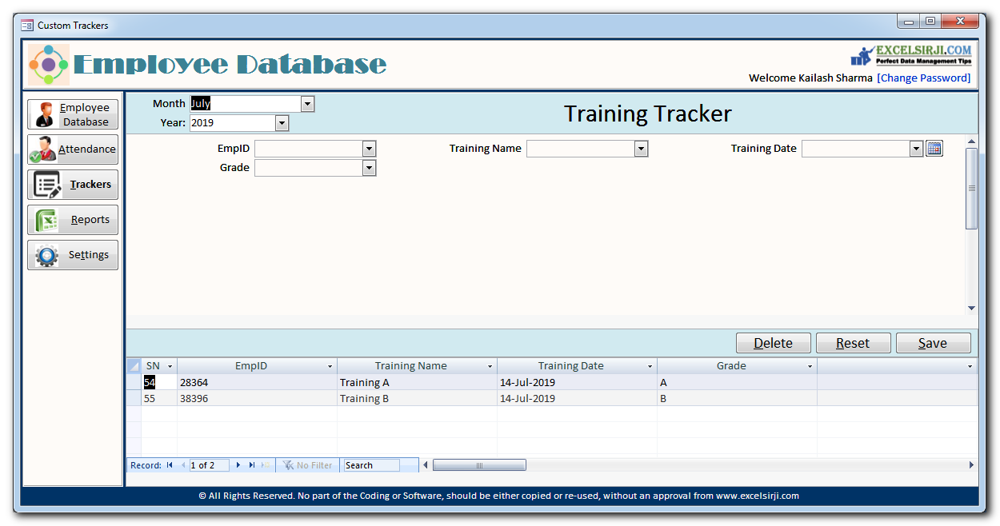 Custom Trackers
Employee Database
EXCELSIRJI.COM
Perfect Data Management Tips
Welcome Kailash Sharma [Change Password]
Employee
Database
Attendance
Trackers
Reports
Settings
Month July
Year: 2019
Training Tracker
EmpID Training Name Training Date
Grade
Delete Reset Save
SN EmpID Training Name Training Date Grade
54 28364 Training A 14-Jul-2019 A
55 38396 Training B 14-Jul-2019 B
Record: 1 of 2 No Filter Search
© All Rights Reserved. No part of the Coding or Software, should be either copied or re-used, without an approval from www.excelsirji.com